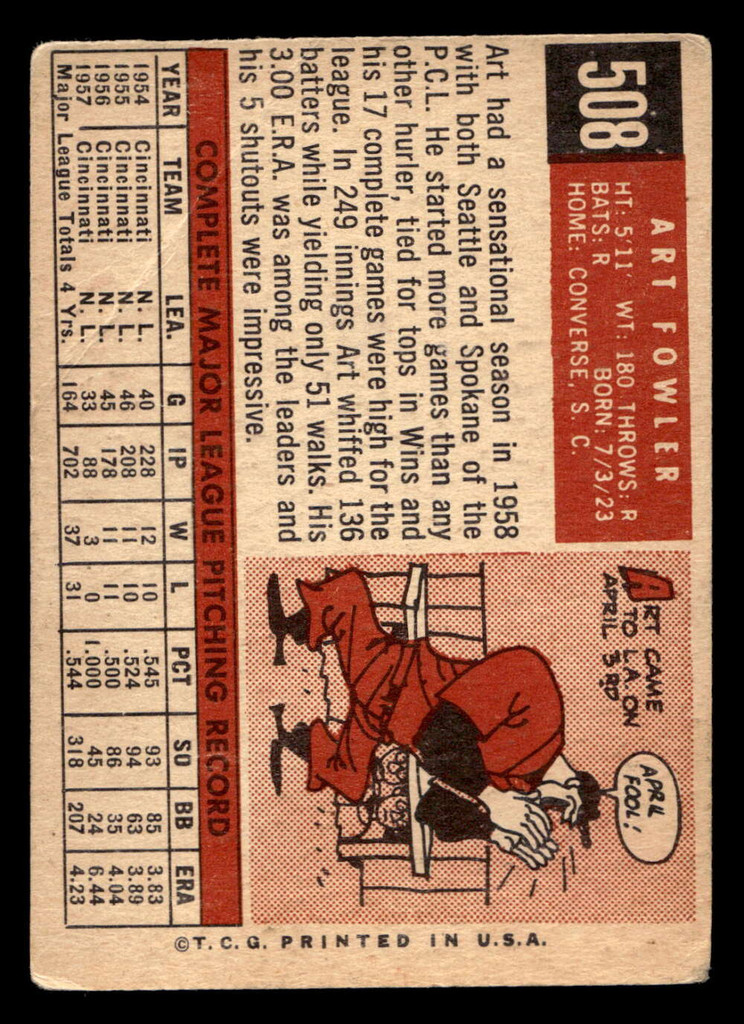 508
ART FOWLER
HT: 5'11 WT: 180 THROWS: R
BATS: R BORN: 7/3/23
HOME: CONVERSE, S. C.
Art had a sensational season in 1958
with both Seattle and Spokane of the
P.C.L. He started more games than any
other hurler, tied for tops in Wins and
his 17 complete games were high for the
league. In 249 innings Art whiffed 136
batters while yielding only 51 walks. His
3.00 E.R.A. was among the leaders and
his 5 shutouts were impressive.
ART CAME
TO L.A. ON
APRIL 3RD
APRIL
FOOL!
COMPLETE MAJOR LEAGUE PITCHING RECORD
YEAR TEAM LEA. G IP W L PCT SO BB ERA
1954 Cincinnati N. L. 40 228 12 10 .545 93 85 3.83
1955 Cincinnati N. L. 46 208 11 10 .524 94 63 3.89
1956 Cincinnati N. L. 45 178 11 11 .500 86 35 4.04
1957 Cincinnati N. L. 33 88 3 0 1.000 45 24 6.44
Major League Totals 4 Yrs. 164 702 37 31 .544 318 207 4.23
©T. C. G. PRINTED IN U.S.A.